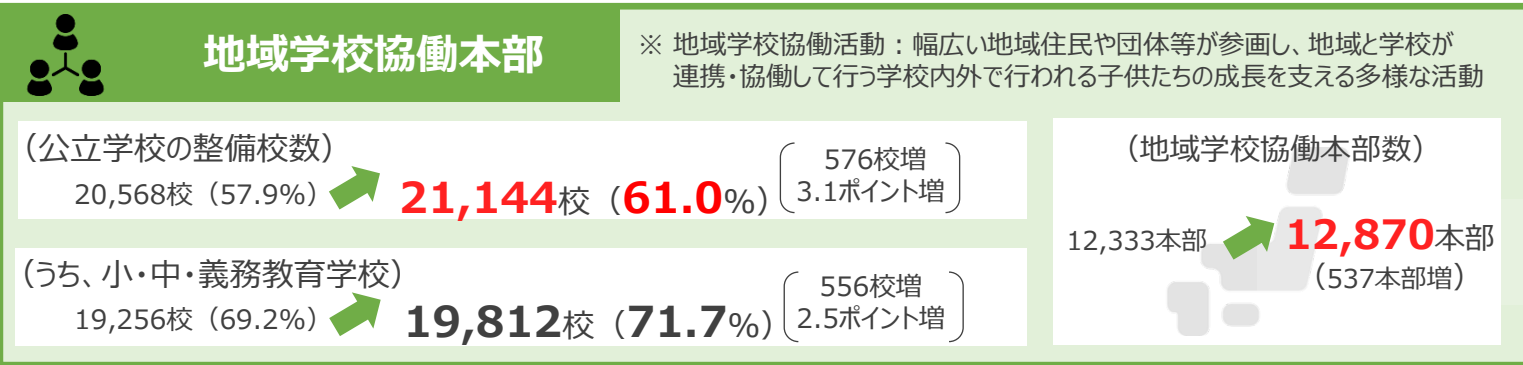 地域学校協働本部
※ 地域学校協働活動：幅広い地域住民や団体等が参画し、地域と学校が
連携・協働して行う学校内外で行われる子供たちの成長を支える多様な活動
（公立学校の整備校数）
20,568校（57.9%） 21,144校（61.0%）
576校増
3.1ポイント増
（うち、小・中・義務教育学校）
19,256校（69.2%） 19,812校（71.7%）
556校増
2.5ポイント増
（地域学校協働本部数）
12,333本部 12,870本部
（537本部増）